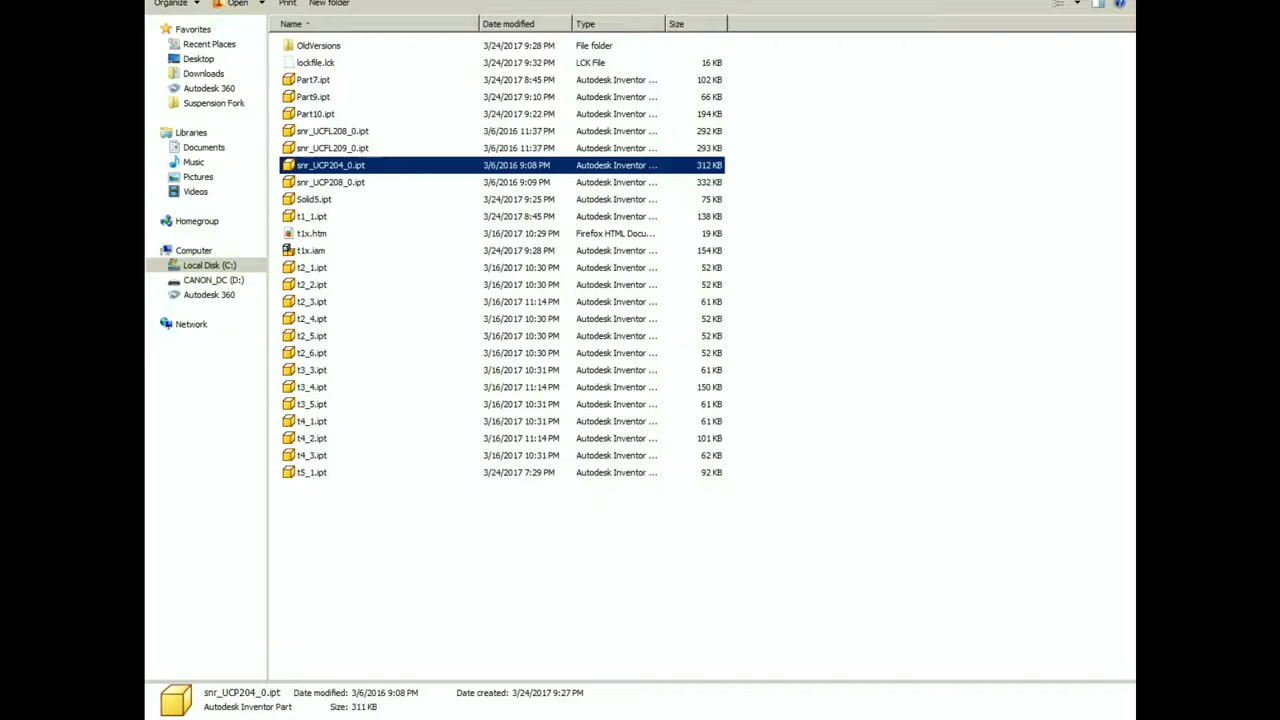 Organize Open Print New folder
Name Date modified Type Size
Favorites
Recent Places
Desktop
Downloads
Autodesk 360
Suspension Fork
Libraries
Documents
Music
Pictures
Videos
Homegroup
Computer
Local Disk (C:)
CANON_DC (D:)
Autodesk 360
Network
OldVersions 3/24/2017 9:28 PM File folder
lockfile.lck 3/24/2017 9:32 PM LCK File 16 KB
Part7.ipt 3/24/2017 8:45 PM Autodesk Inventor ... 102 KB
Part9.ipt 3/24/2017 9:10 PM Autodesk Inventor ... 66 KB
Part10.ipt 3/24/2017 9:22 PM Autodesk Inventor ... 194 KB
snr_UCFL208_0.ipt 3/6/2016 11:37 PM Autodesk Inventor ... 292 KB
snr_UCFL209_0.ipt 3/6/2016 11:37 PM Autodesk Inventor ... 293 KB
snr_UCP204_0.ipt 3/6/2016 9:08 PM Autodesk Inventor ... 312 KB
snr_UCP208_0.ipt 3/6/2016 9:09 PM Autodesk Inventor ... 332 KB
Solid5.ipt 3/24/2017 9:25 PM Autodesk Inventor ... 75 KB
t1_1.ipt 3/24/2017 8:45 PM Autodesk Inventor ... 138 KB
t1x.htm 3/16/2017 10:29 PM Firefox HTML Docu... 19 KB
t1x.iam 3/24/2017 9:28 PM Autodesk Inventor ... 154 KB
t2_1.ipt 3/16/2017 10:30 PM Autodesk Inventor ... 52 KB
t2_2.ipt 3/16/2017 10:30 PM Autodesk Inventor ... 52 KB
t2_3.ipt 3/16/2017 11:14 PM Autodesk Inventor ... 61 KB
t2_4.ipt 3/16/2017 10:30 PM Autodesk Inventor ... 52 KB
t2_5.ipt 3/16/2017 10:30 PM Autodesk Inventor ... 52 KB
t2_6.ipt 3/16/2017 10:30 PM Autodesk Inventor ... 52 KB
t3_3.ipt 3/16/2017 10:31 PM Autodesk Inventor ... 61 KB
t3_4.ipt 3/16/2017 11:14 PM Autodesk Inventor ... 150 KB
t3_5.ipt 3/16/2017 10:31 PM Autodesk Inventor ... 61 KB
t4_1.ipt 3/16/2017 10:31 PM Autodesk Inventor ... 61 KB
t4_2.ipt 3/16/2017 11:14 PM Autodesk Inventor ... 101 KB
t4_3.ipt 3/16/2017 10:31 PM Autodesk Inventor ... 62 KB
t5_1.ipt 3/24/2017 7:29 PM Autodesk Inventor ... 92 KB
snr_UCP204_0.ipt Date modified: 3/6/2016 9:08 PM Date created: 3/24/2017 9:27 PM
Autodesk Inventor Part Size: 311 KB